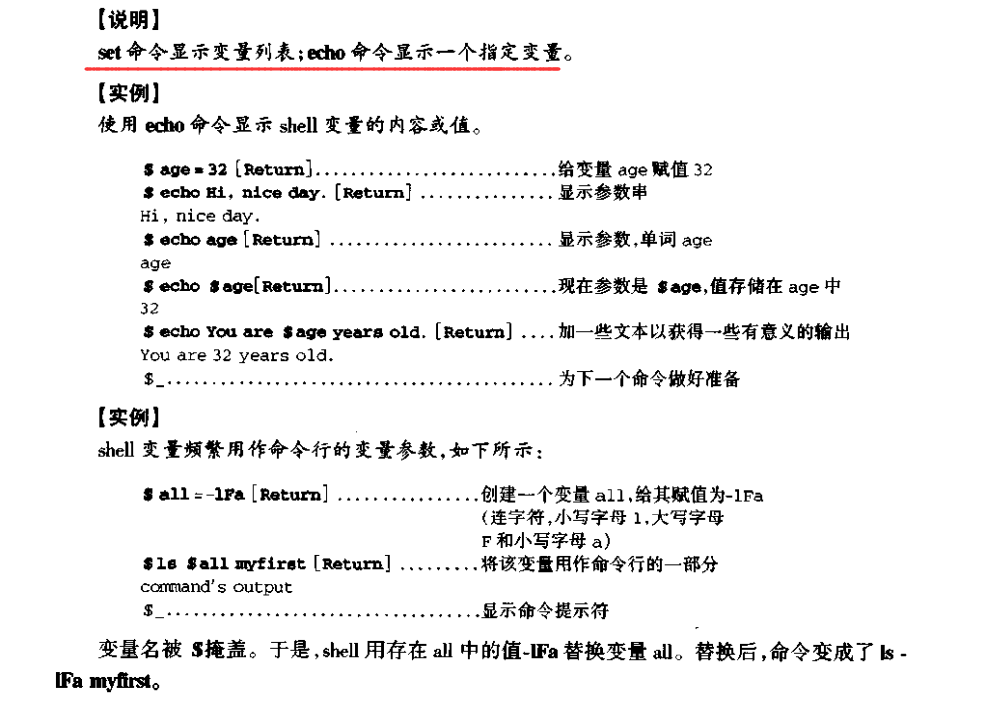 【说明】
set 命令显示变量列表;echo 命令显示一个指定变量。
【实例】
使用 echo 命令显示 shell 变量的内容或值。
$ age = 32 [Return]...........................给变量 age 赋值 32
$ echo Hi, nice day. [Return] ...............显示参数串
Hi, nice day.
$ echo age [Return] .........................显示参数,单词 age
age
$ echo $age[Return].........................现在参数是 $age,值存储在 age 中
32
$ echo You are $age years old. [Return] ....加一些文本以获得一些有意义的输出
You are 32 years old.
$_.......................................为下一个命令做好准备
【实例】
shell 变量频繁用作命令行的变量参数,如下所示:
$ all = -lFa [Return] ................创建一个变量 all,给其赋值为-lFa
(连字符,小写字母 l,大写字母
F 和小写字母 a)
$ ls $all myfirst [Return] .........将该变量用作命令行的一部分
command's output
$_................................显示命令提示符
变量名被 $掩盖。于是,shell 用存在 all 中的值-lFa 替换变量 all。替换后,命令变成了 ls -
lFa myfirst。